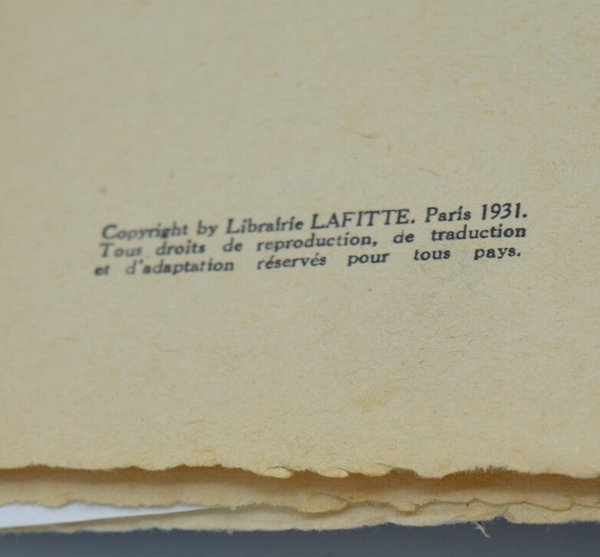 Copyright by Librairie LAFITTE. Paris 1931.
Tous droits de reproduction, de traduction
et d'adaptation réservés pour tous pays.